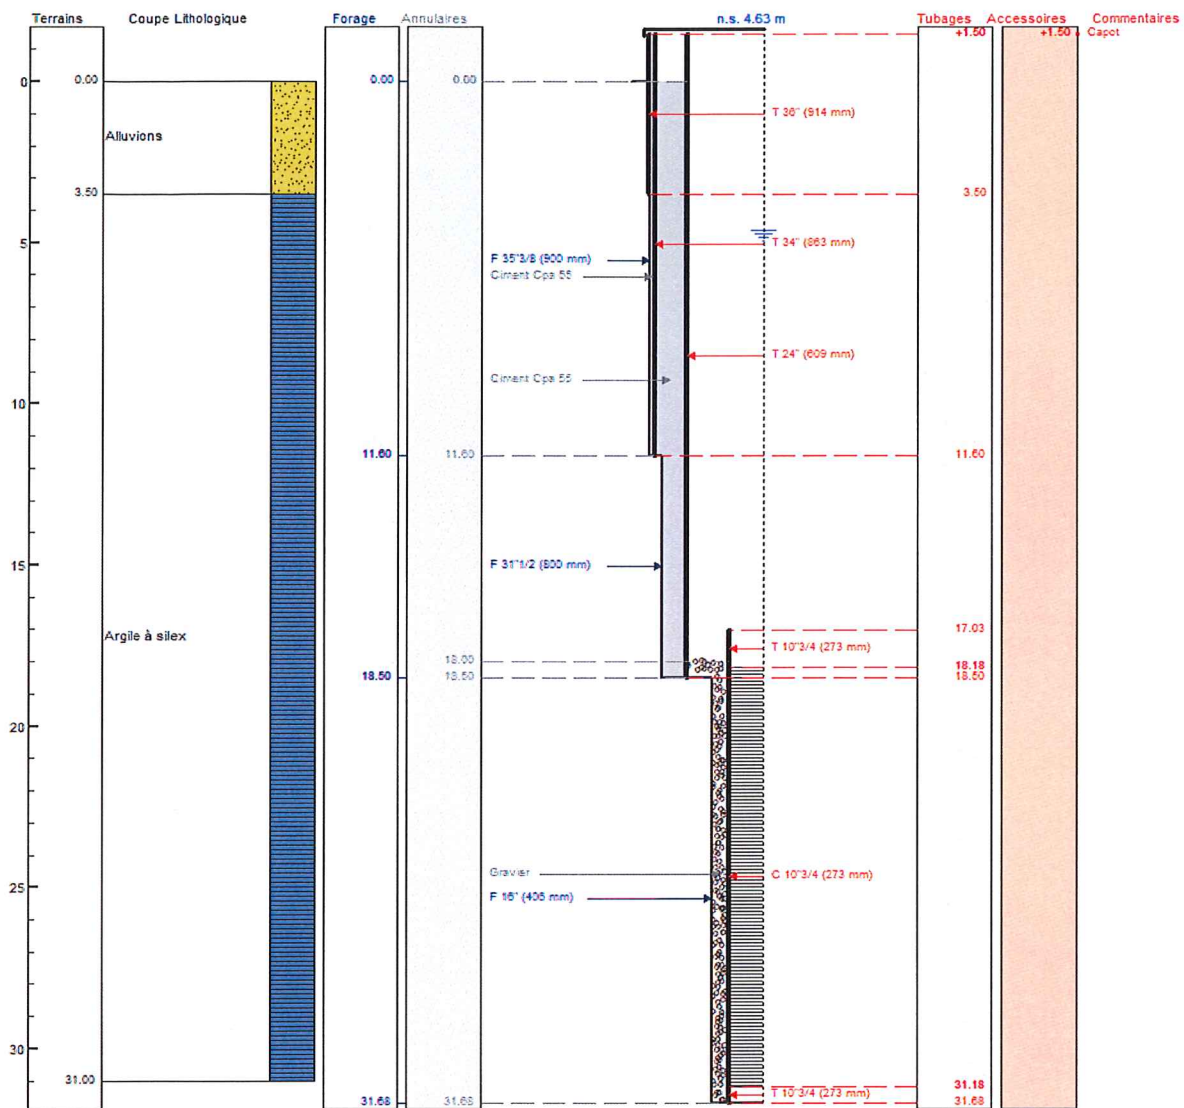 Terrains Coupe Lithologique Forage Annulaires n.s. 4.63 m Tubages Accessoires Commentaires
+1.50 +1.50 Capot
0 0.00 0.00 0.00
T 36" (914 mm)
Alluvions
3.50 3.50
5 T 34" (863 mm)
F 35"3/8 (900 mm)
Ciment Cpa 55
T 24" (609 mm)
Ciment Cpa 55
10
11.60 11.60 11.60
15 F 31"1/2 (800 mm)
17.03
Argile à silex
T 10"3/4 (273 mm)
18.00
18.18
18.50 18.50 18.50
20
25
Gravier C 10"3/4 (273 mm)
F 16" (406 mm)
30
31.00
31.18
T 10"3/4 (273 mm)
31.68 31.68 31.68